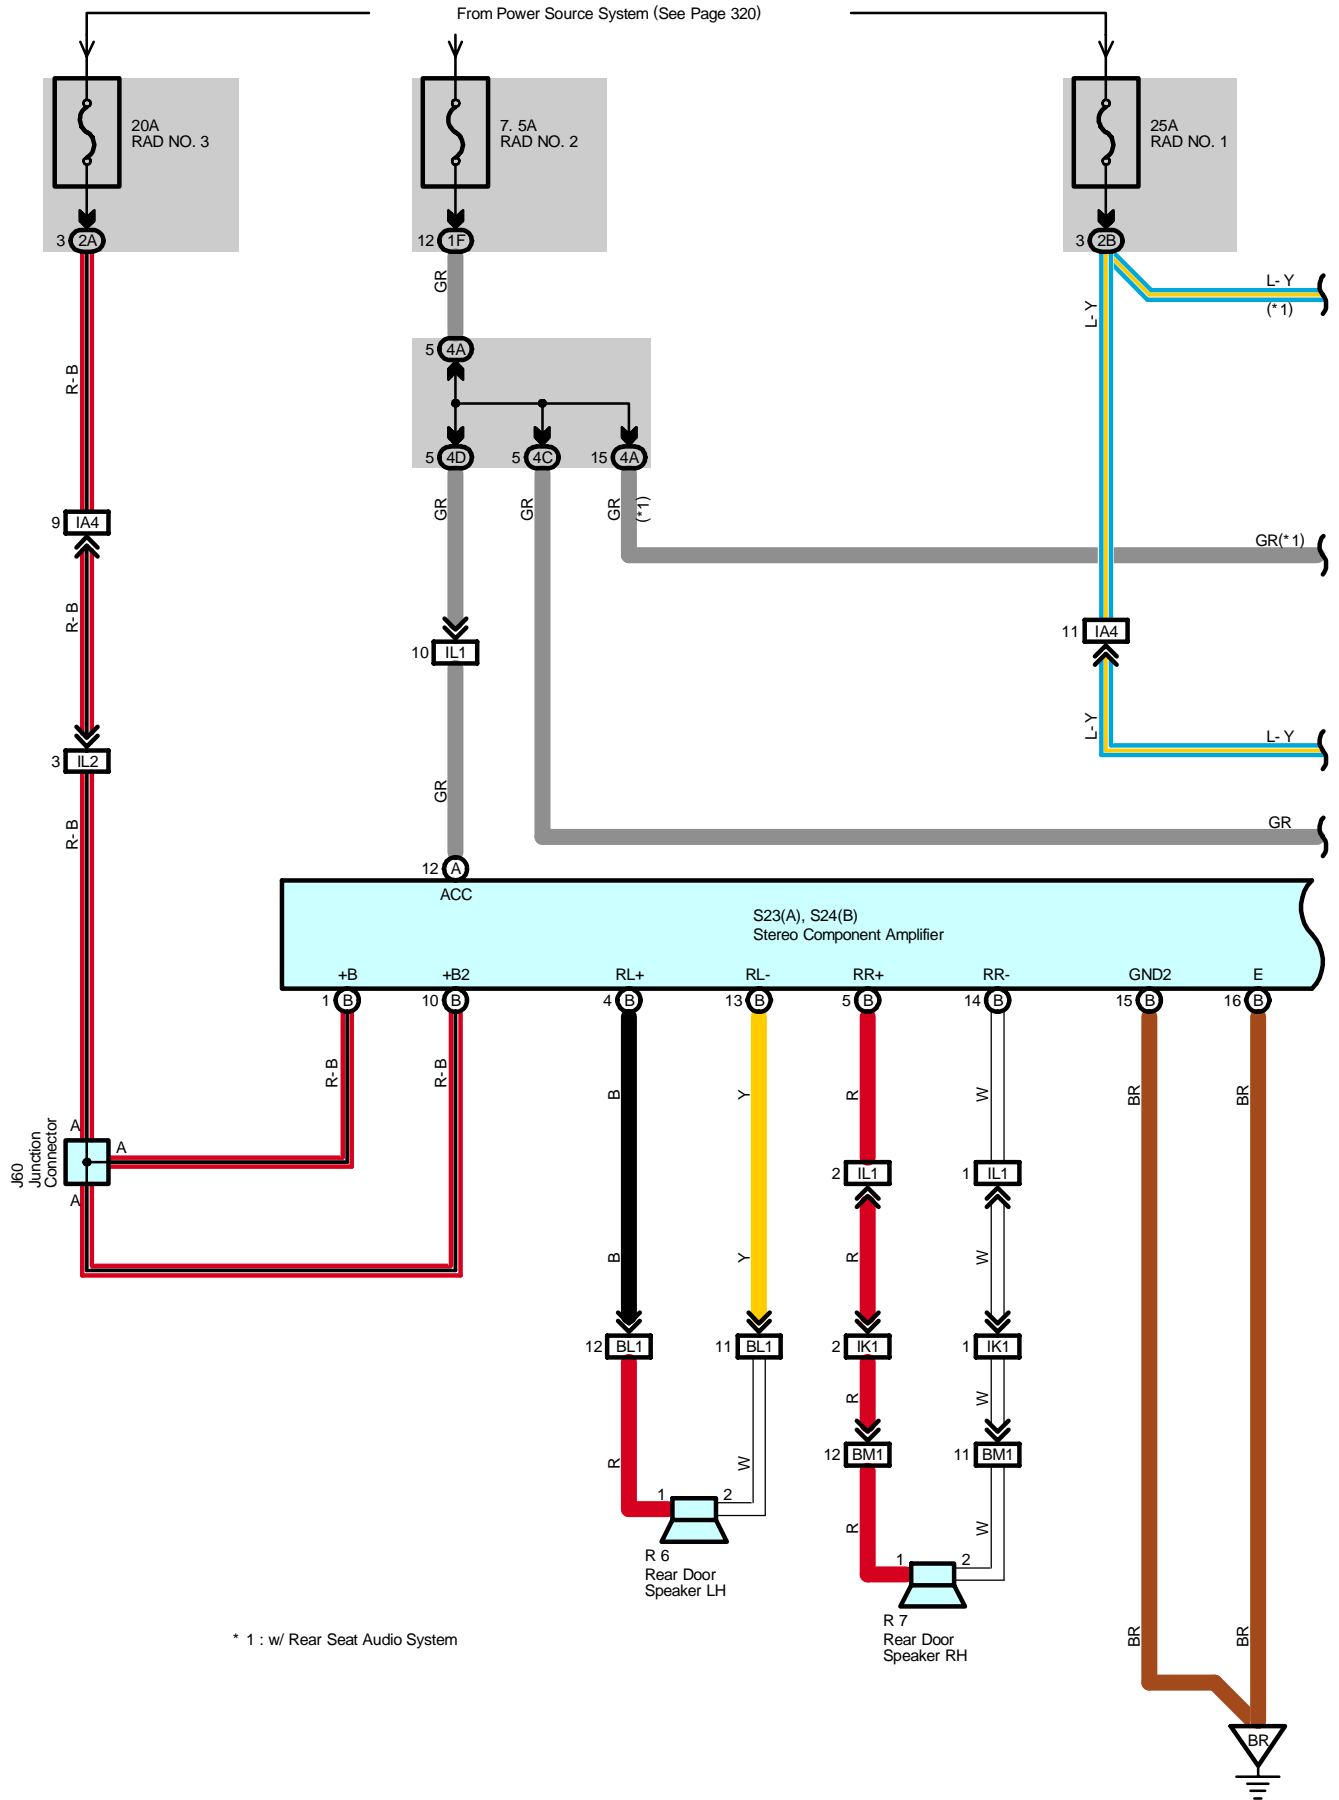 From Power Source System (See Page 320)
20A
RAD NO. 3
7. 5A
RAD NO. 2
25A
RAD NO. 1
3 2A
12 1F
3 2B
GR
L- Y
L- Y
(* 1)
5 4A
R- B
5 4D
5 4C
15 4A
GR
GR
GR
(* 1)
9 IA4
GR(* 1)
R- B
11 IA4
10 IL1
L- Y
L- Y
3 IL2
GR
R- B
GR
12 A
ACC
S23(A), S24(B)
Stereo Component Amplifier
+B
+B2
RL+
RL-
RR+
RR-
GND2
E
1 B
10 B
4 B
13 B
5 B
14 B
15 B
16 B
R- B
R- B
B
Y
R
W
BR
BR
J60
Junction
Connector
A
A
A
2 IL1
1 IL1
B
Y
R
W
12 BL1
11 BL1
2 IK1
1 IK1
R
W
12 BM1
11 BM1
R
W
1
2
R
W
R 6
Rear Door
Speaker LH
1
2
R 7
Rear Door
Speaker RH
* 1 : w/ Rear Seat Audio System
BR
BR
BR